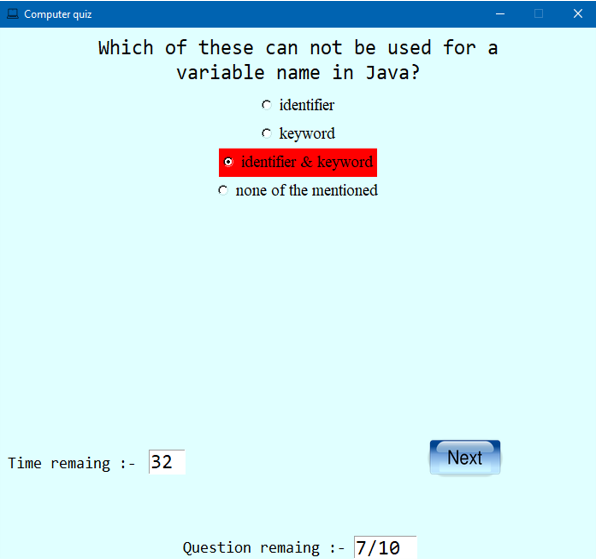 Computer quiz
Which of these can not be used for a
variable name in Java?
identifier
keyword
identifier & keyword
none of the mentioned
Time remaing :- 32
Next
Question remaing :- 7/10